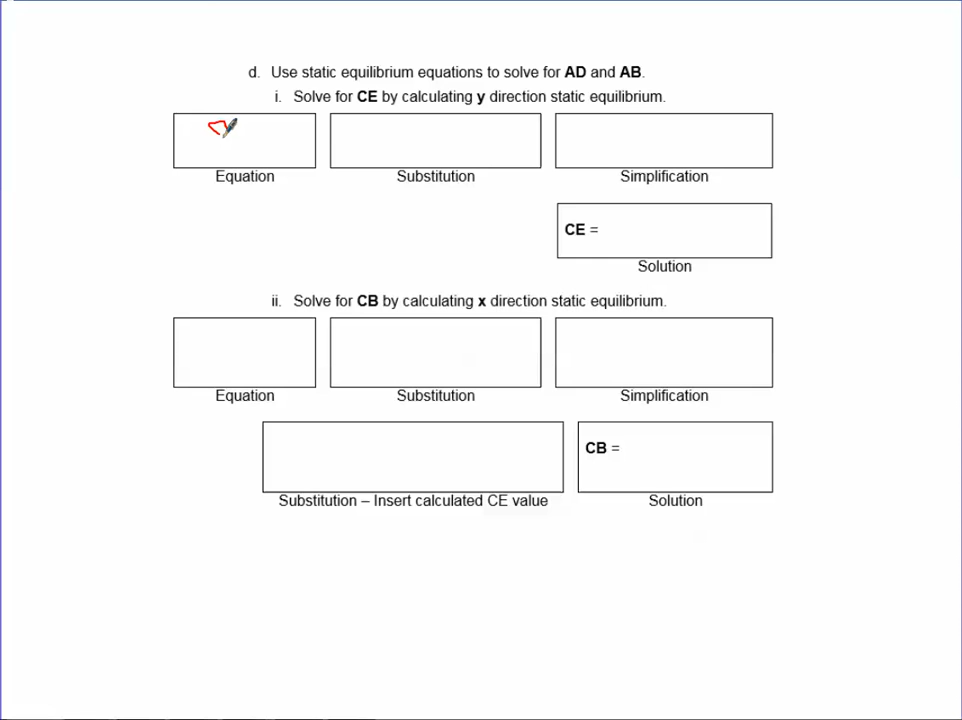 d. Use static equilibrium equations to solve for AD and AB.
i. Solve for CE by calculating y direction static equilibrium.
Equation Substitution Simplification
CE =
Solution
ii. Solve for CB by calculating x direction static equilibrium.
Equation Substitution Simplification
CB =
Substitution – Insert calculated CE value Solution